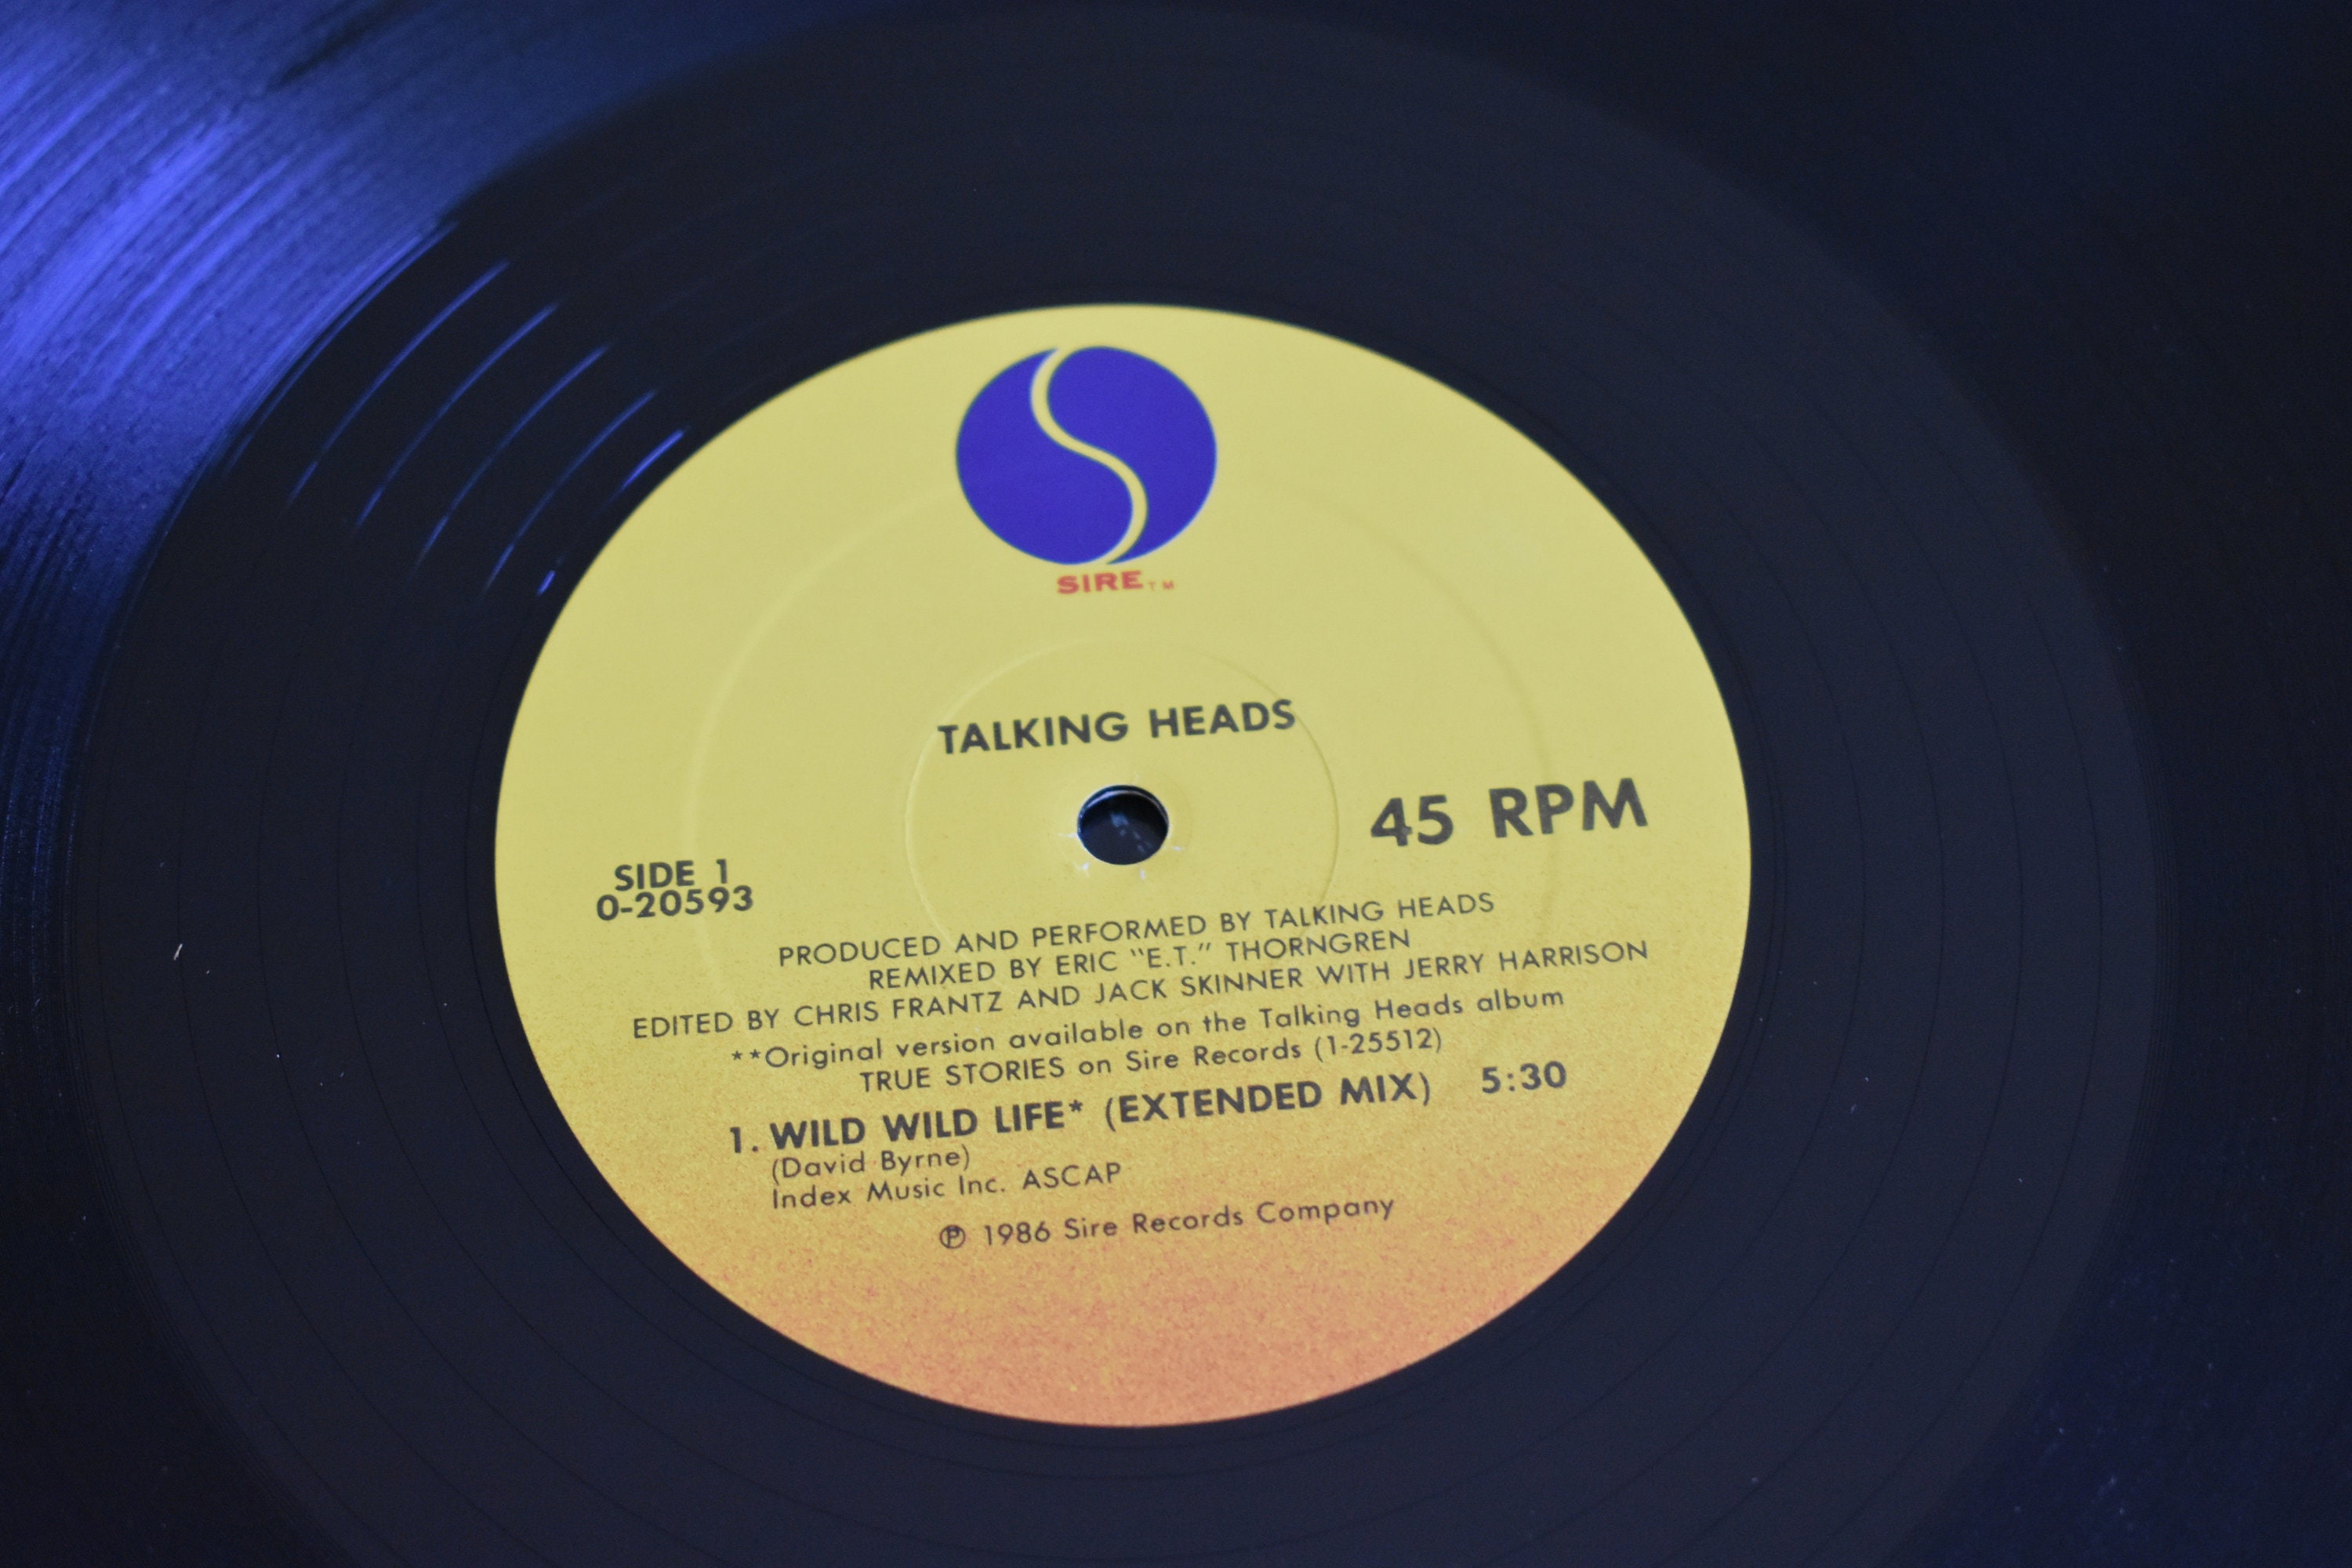 SIRE™
TALKING HEADS
45 RPM
SIDE 1
0-20593
PRODUCED AND PERFORMED BY TALKING HEADS
REMIXED BY ERIC "E.T." THORNGREN
EDITED BY CHRIS FRANTZ AND JACK SKINNER WITH JERRY HARRISON
**Original version available on the Talking Heads album
TRUE STORIES on Sire Records (1-25512)
1. WILD WILD LIFE* (EXTENDED MIX) 5:30
(David Byrne)
Index Music Inc. ASCAP
℗ 1986 Sire Records Company